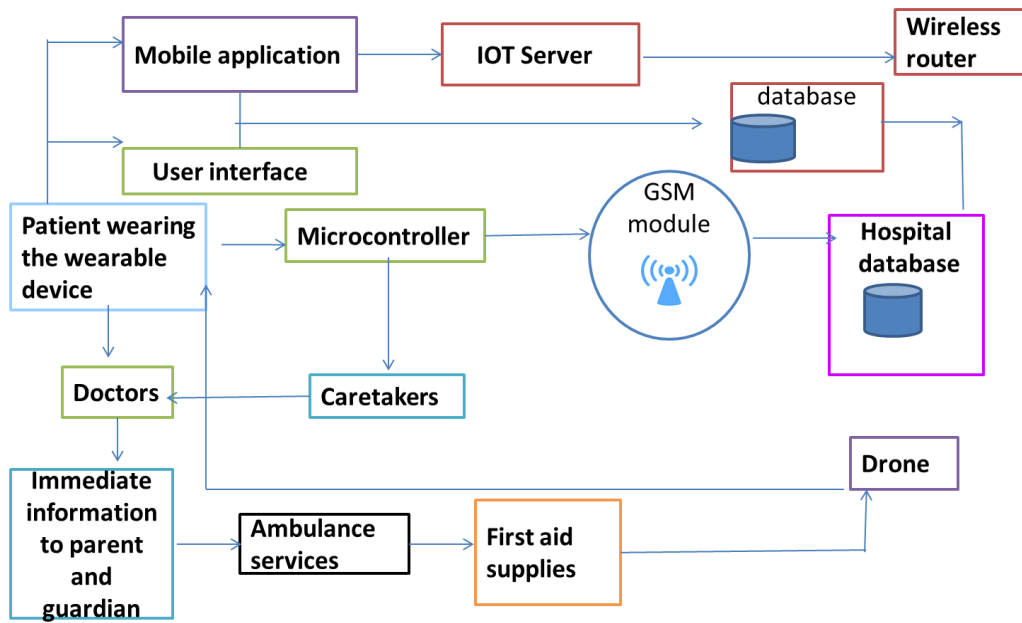 Mobile application
IOT Server
Wireless
router
database
User interface
GSM
module
Patient wearing
the wearable
device
Microcontroller
Hospital
database
Doctors
Caretakers
Drone
Immediate
information
to parent
and
guardian
Ambulance
services
First aid
supplies